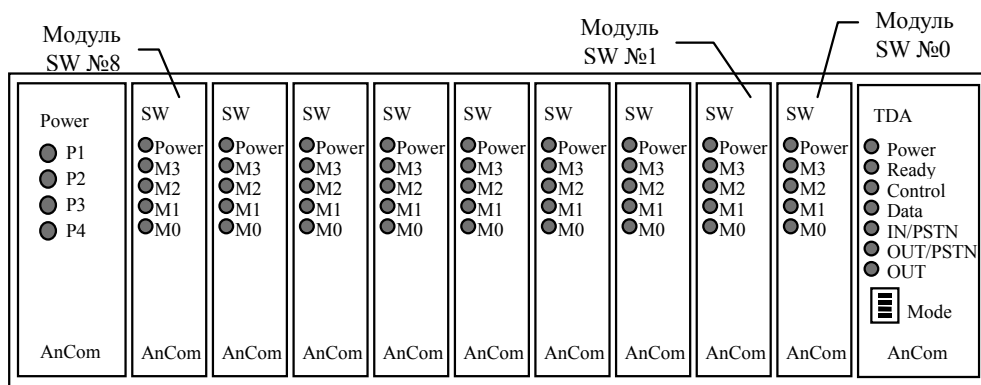 Модуль
SW №8
Модуль
SW №1
Модуль
SW №0
Power
P1
P2
P3
P4
AnCom
SW
Power
M3
M2
M1
M0
AnCom
SW
Power
M3
M2
M1
M0
AnCom
SW
Power
M3
M2
M1
M0
AnCom
SW
Power
M3
M2
M1
M0
AnCom
SW
Power
M3
M2
M1
M0
AnCom
SW
Power
M3
M2
M1
M0
AnCom
SW
Power
M3
M2
M1
M0
AnCom
SW
Power
M3
M2
M1
M0
AnCom
SW
Power
M3
M2
M1
M0
AnCom
TDA
Power
Ready
Control
Data
IN/PSTN
OUT/PSTN
OUT
Mode
AnCom